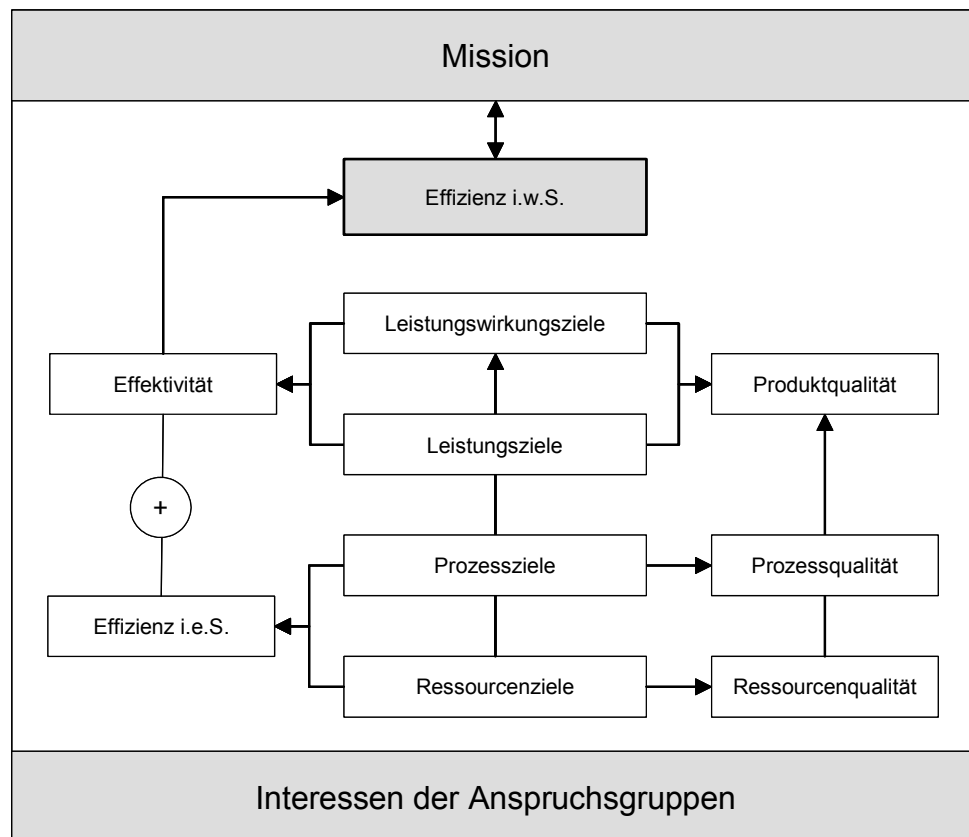 Mission
Effizienz i.w.S.
Leistungswirkungsziele
Effektivität
Produktqualität
Leistungsziele
+
Prozessziele
Prozessqualität
Effizienz i.e.S.
Ressourcenziele
Ressourcenqualität
Interessen der Anspruchsgruppen